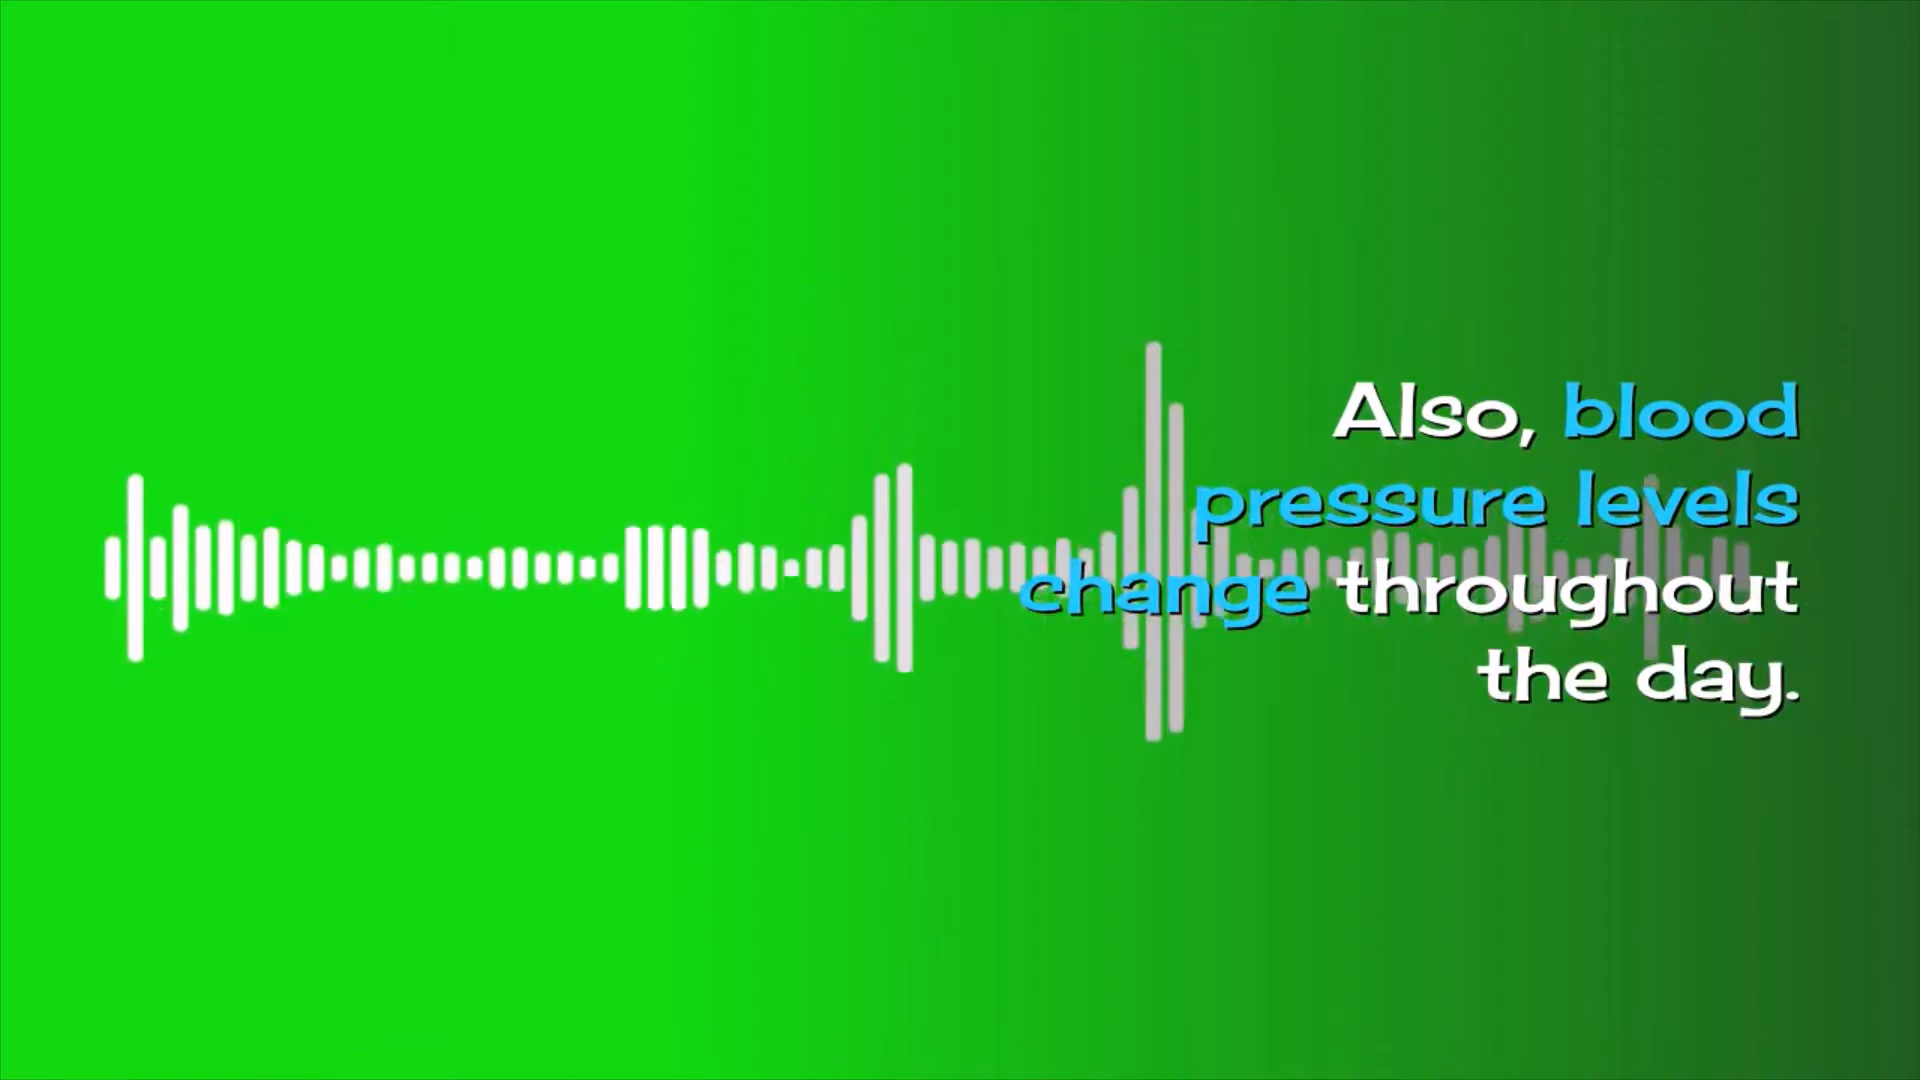 Also, blood
pressure levels
change throughout
the day.